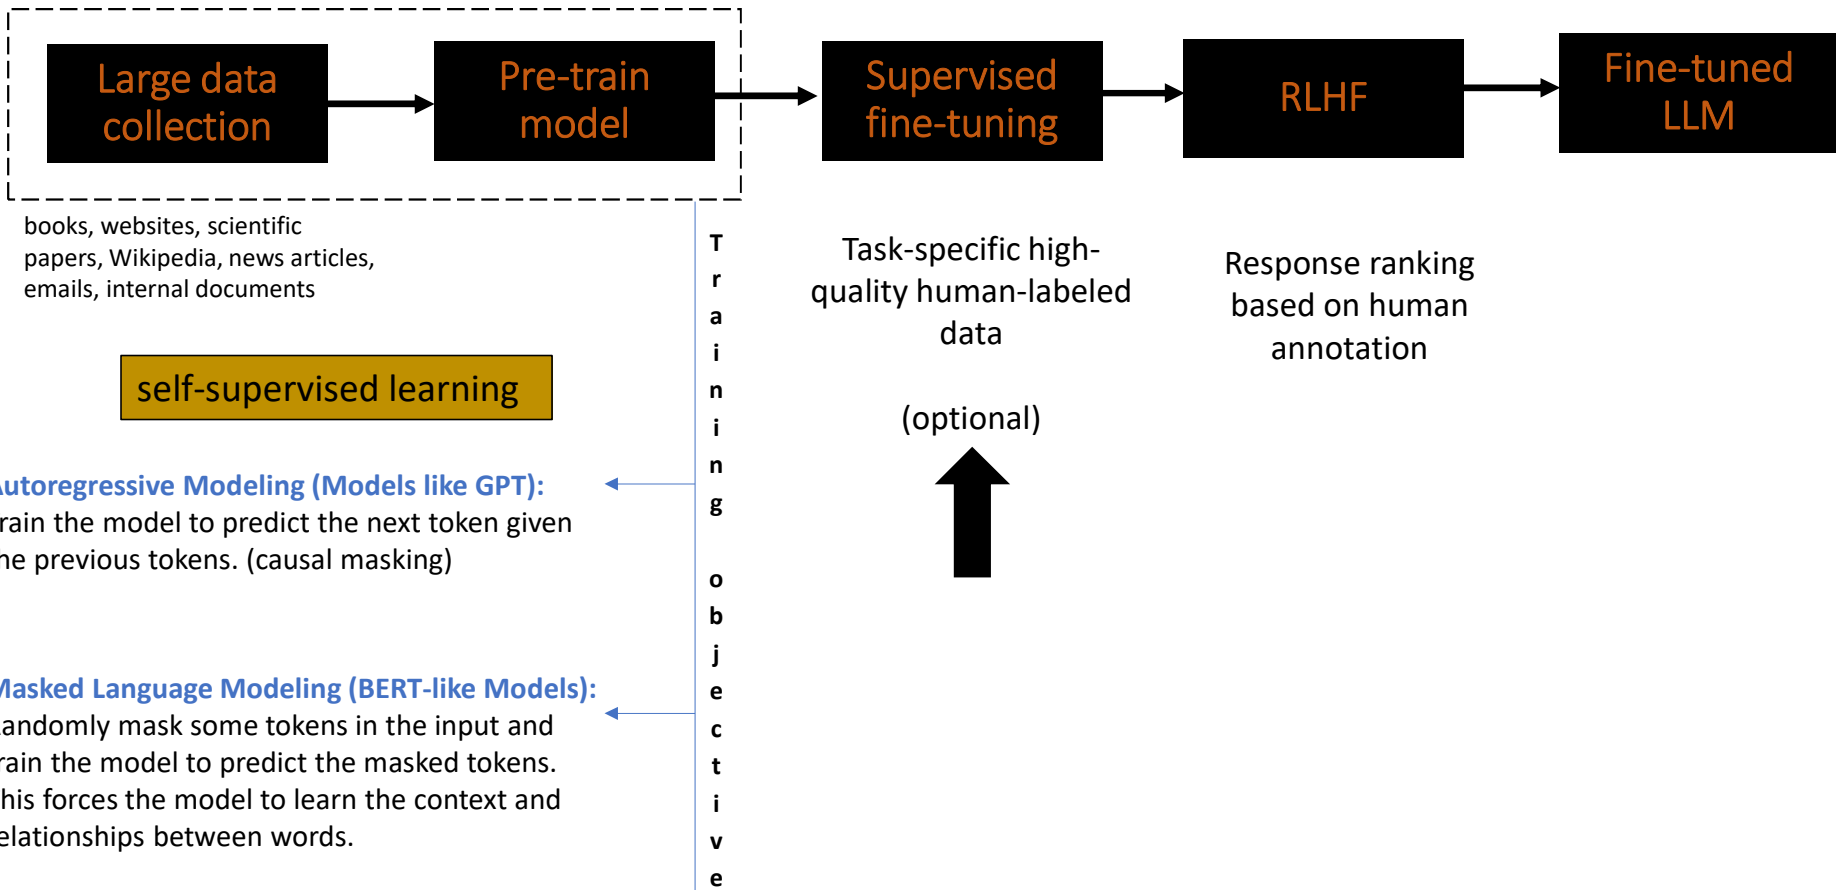 Large data
collection
Pre-train
model
Supervised
fine-tuning
RLHF
Fine-tuned
LLM
books, websites, scientific
papers, Wikipedia, news articles,
emails, internal documents
self-supervised learning
Autoregressive Modeling (Models like GPT):
rain the model to predict the next token given
he previous tokens. (causal masking)
Masked Language Modeling (BERT-like Models):
andomly mask some tokens in the input and
rain the model to predict the masked tokens.
his forces the model to learn the context and
elationships between words.
Training objective
Task-specific high-
quality human-labeled
data
(optional)
Response ranking
based on human
annotation